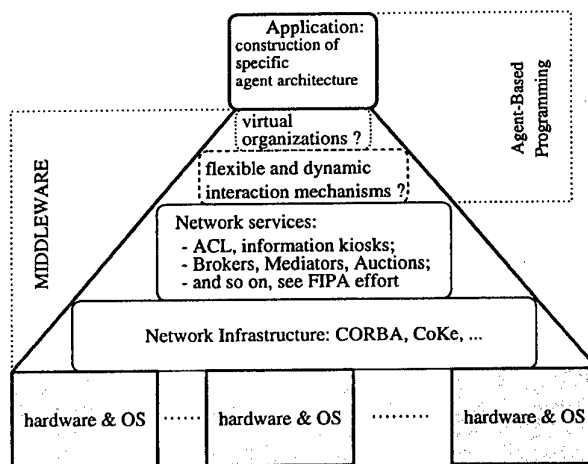 Application:
construction of
specific
agent architecture
Agent-Based
Programming
virtual
organizations ?
flexible and dynamic
interaction mechanisms ?
MIDDLEWARE
Network services:
- ACL, information kiosks;
- Brokers, Mediators, Auctions;
- and so on, see FIPA effort
Network Infrastructure: CORBA, CoKe, ...
hardware & OS ...... hardware & OS ......... hardware & OS